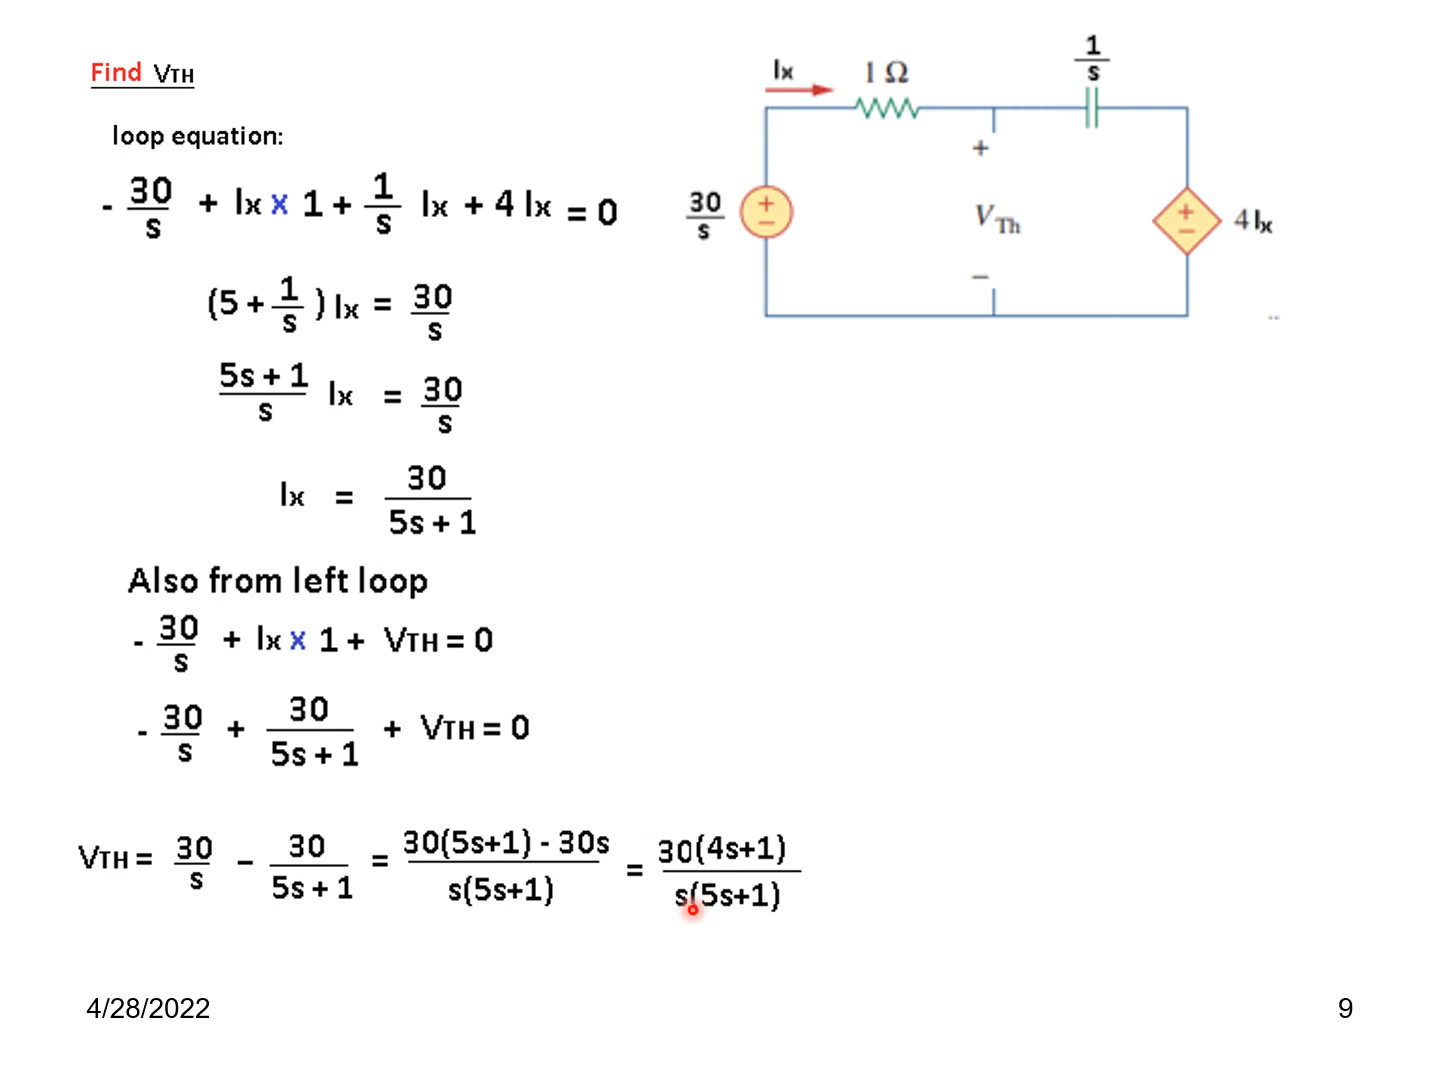 Find VTH
loop equation:
- 30/s + Ix x 1 + 1/s Ix + 4 Ix = 0
(5 + 1/s ) Ix = 30/s
5s + 1/s Ix = 30/s
Ix = 30/5s + 1
Also from left loop
- 30/s + Ix x 1 + VTH = 0
- 30/s + 30/5s + 1 + VTH = 0
VTH = 30/s − 30/5s + 1 = 30(5s+1) - 30s/s(5s+1) = 30(4s+1)/s(5s+1)
Ix
1 Ω
1/s
30/s
+
−
+
VTh
−
+
−
4 Ix
..
4/28/2022
9